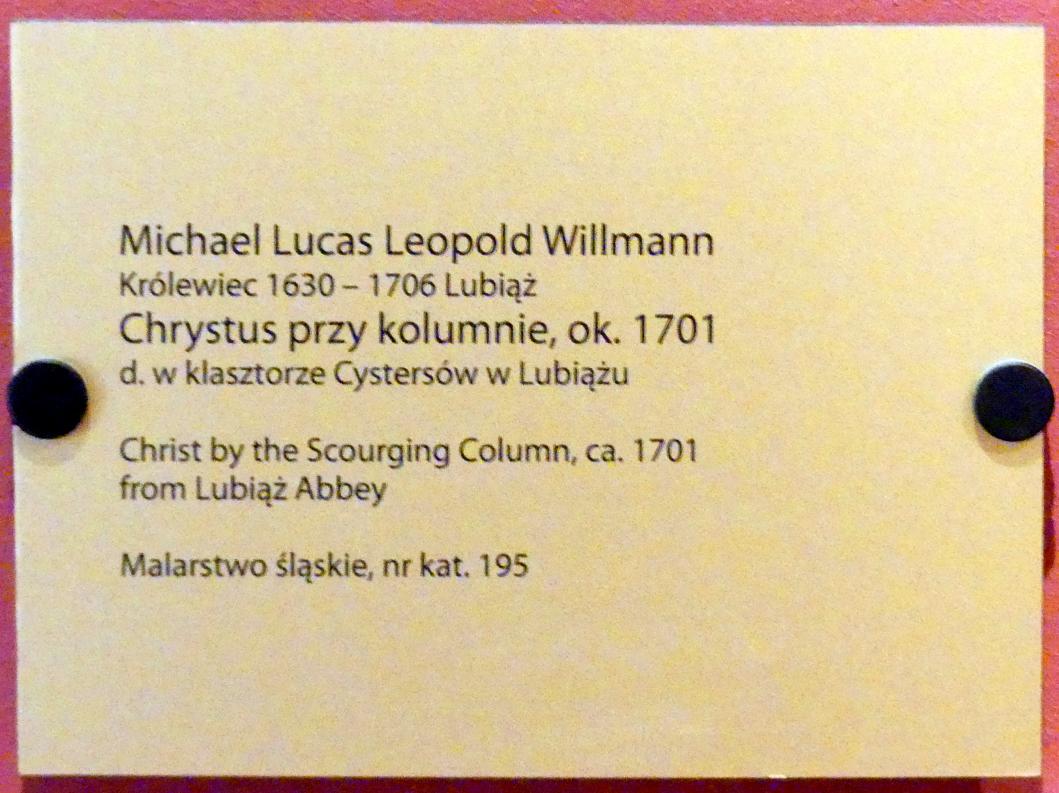 Michael Lucas Leopold Willmann
Królewiec 1630 – 1706 Lubiąż
Chrystus przy kolumnie, ok. 1701
d. w klasztorze Cystersów w Lubiążu
Christ by the Scourging Column, ca. 1701
from Lubiąż Abbey
Malarstwo śląskie, nr kat. 195